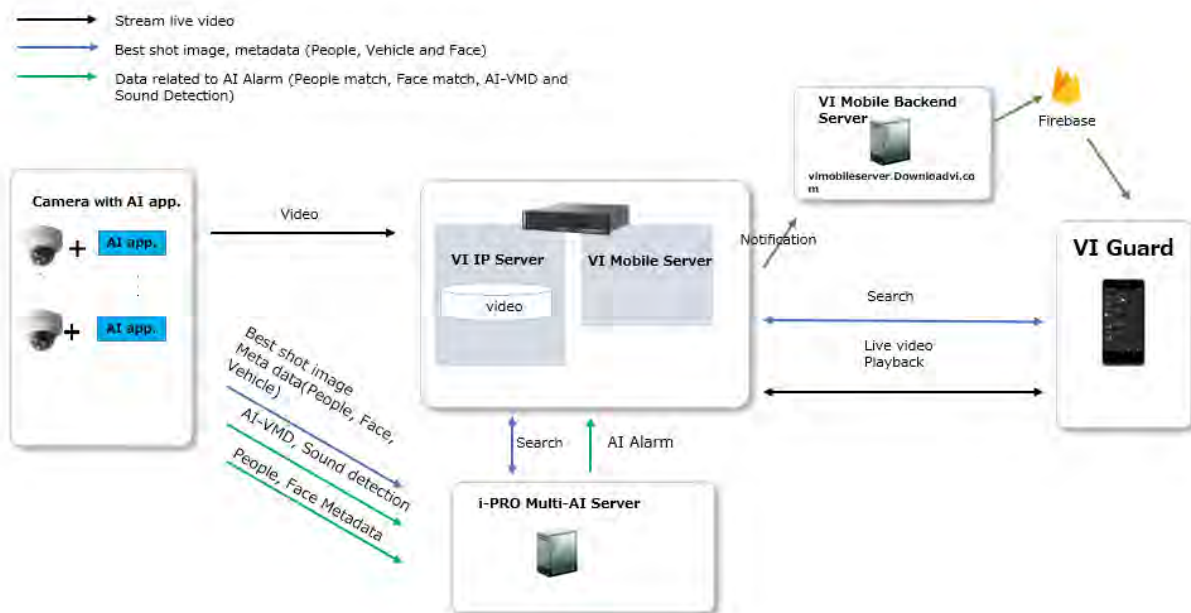 Stream live video
Best shot image, metadata (People, Vehicle and Face)
Data related to AI Alarm (People match, Face match, AI-VMD and
Sound Detection)
VI Mobile Backend
Server
vimobileserver.Downloadvi.co
m
Firebase
Camera with AI app.
+ AI app.
+ AI app.
Video
VI IP Server
video
VI Mobile Server
Notification
VI Guard
Search
Live video
Playback
Best shot image
Meta data(People, Face,
Vehicle)
AI-VMD, Sound detection
People, Face Metadata
Search
AI Alarm
i-PRO Multi-AI Server